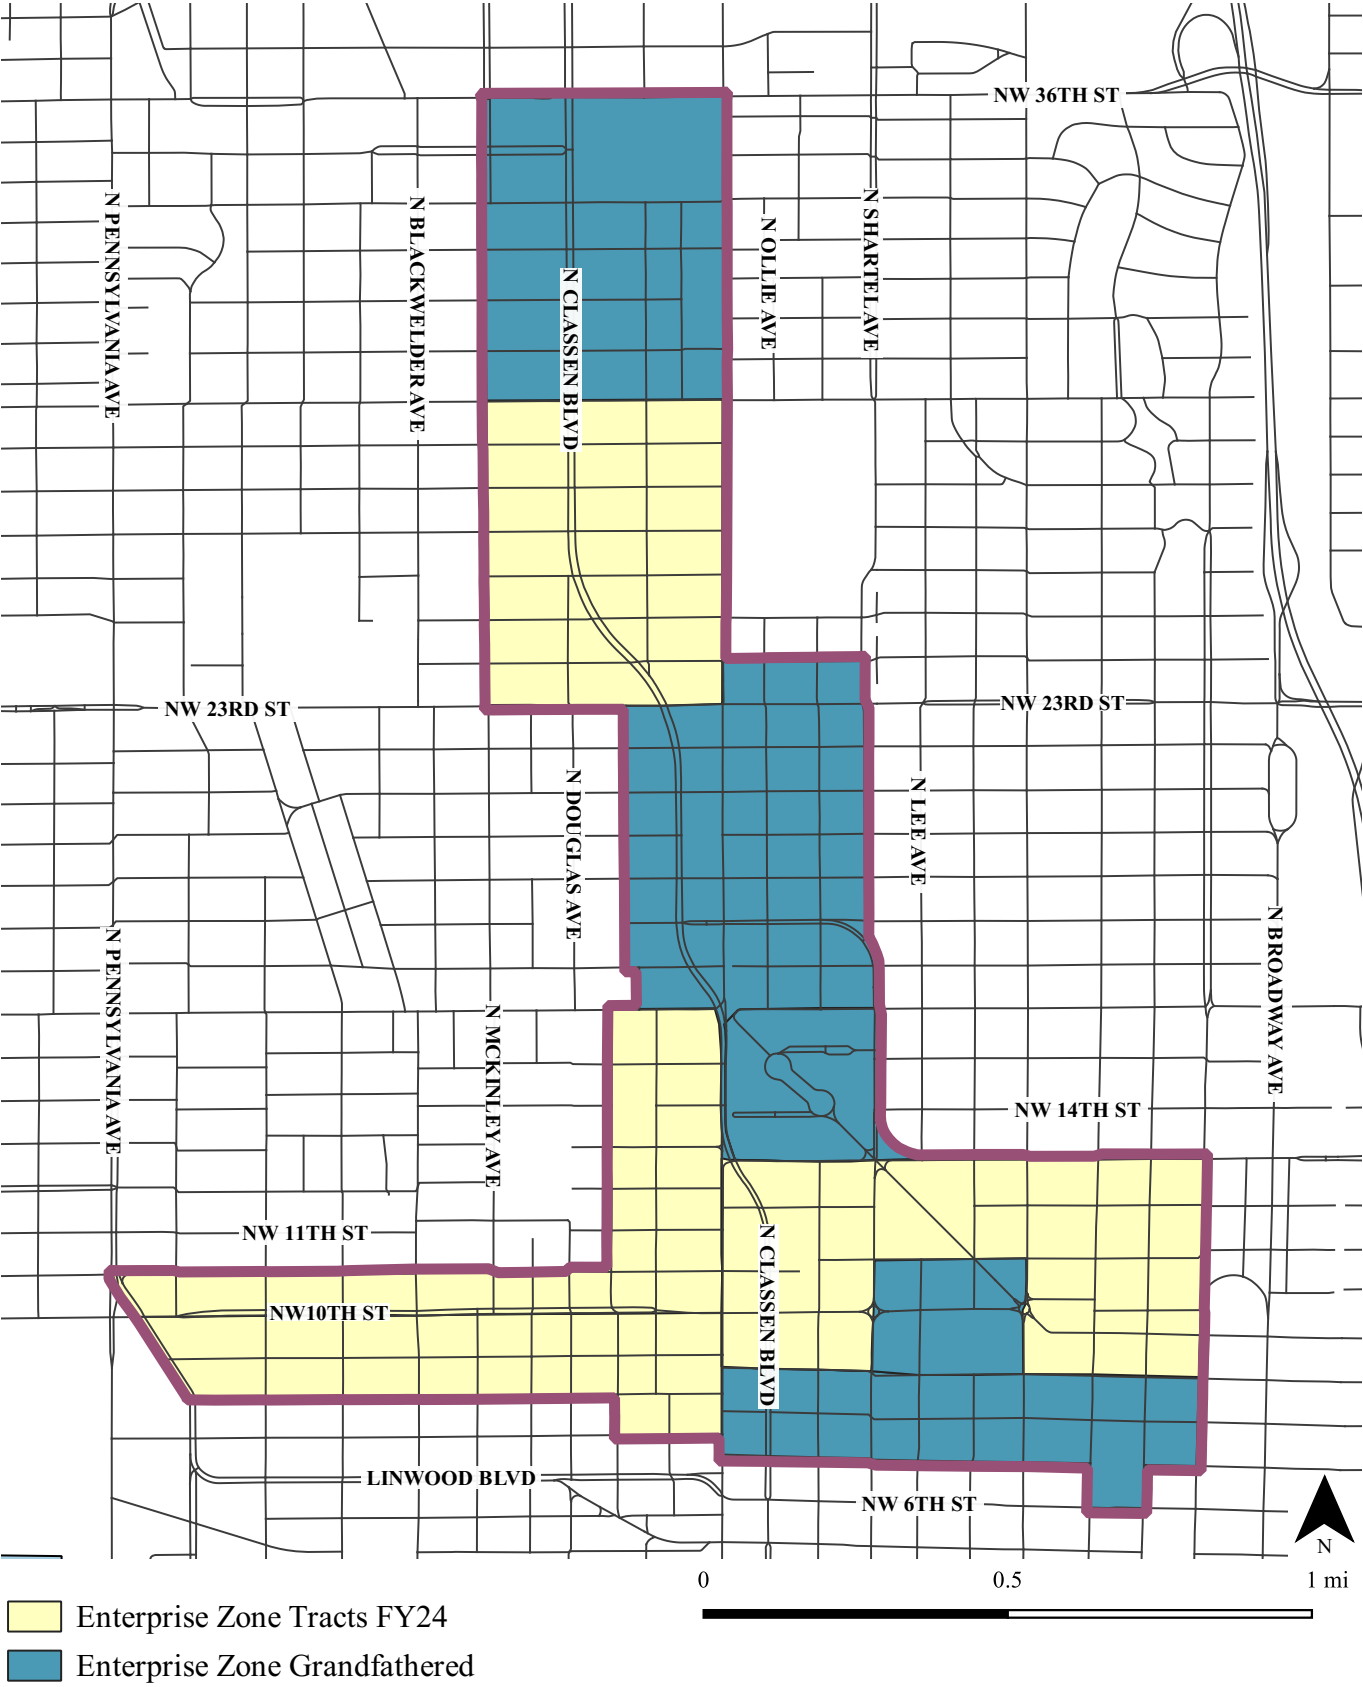 NW 36TH ST
N PENNSYLVANIA AVE
N BLACKWELDER AVE
N CLASSEN BLVD
N OLLIE AVE
N SHARTEL AVE
NW 23RD ST
NW 23RD ST
N DOUGLAS AVE
N LEE AVE
N BROADWAY AVE
N PENNSYLVANIA AVE
N MCKINLEY AVE
NW 14TH ST
NW 11TH ST
N CLASSEN BLVD
NW10TH ST
LINWOOD BLVD
NW 6TH ST
N
0 0.5 1 mi
Enterprise Zone Tracts FY24
Enterprise Zone Grandfathered